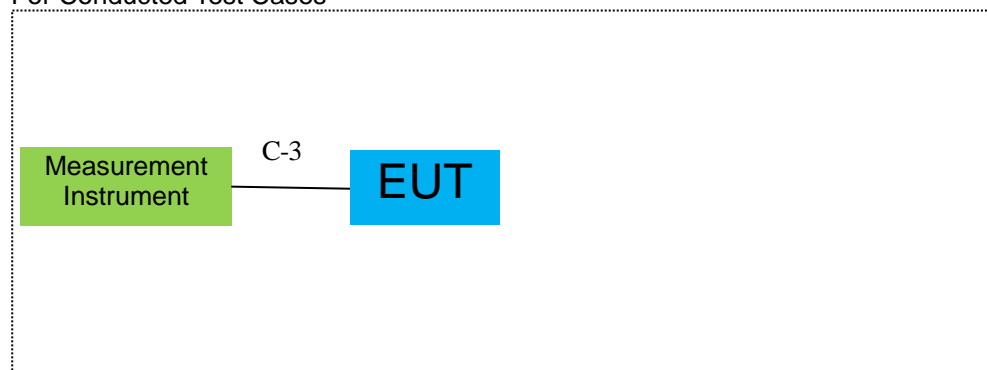 For Conducted Test Cases
C-3
Measurement
Instrument
EUT